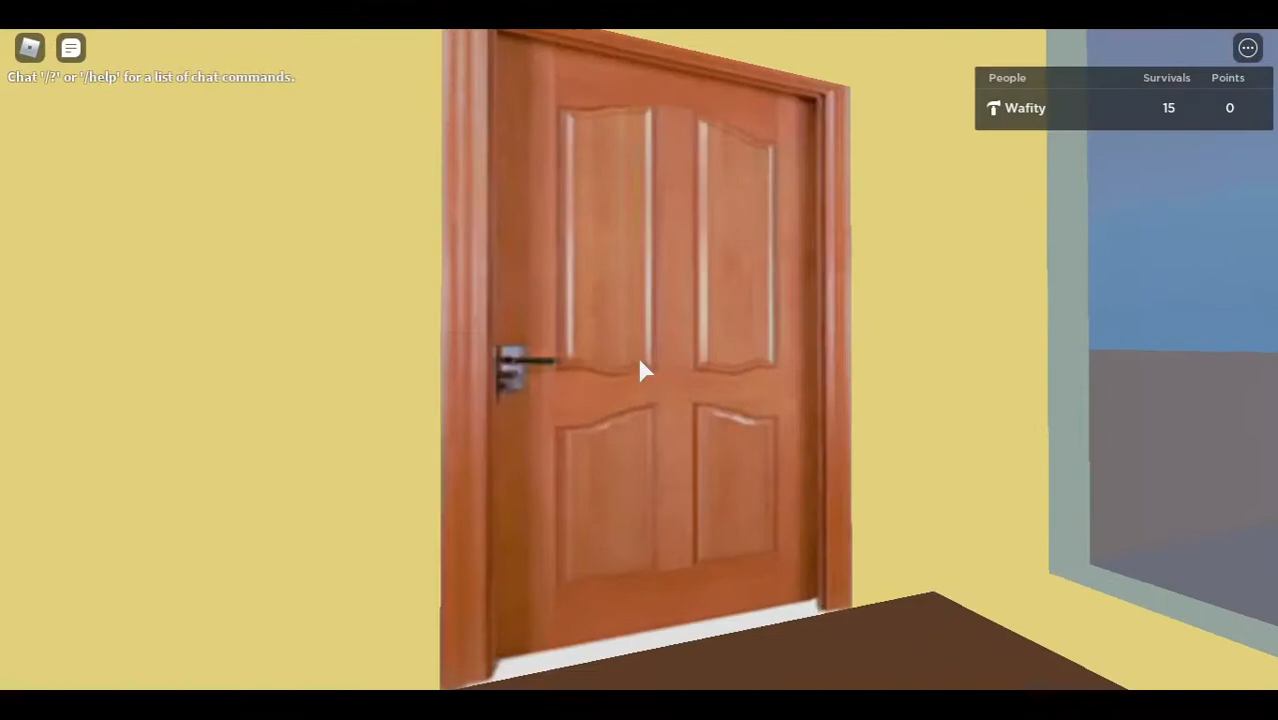 Chat '/?' or '/help' for a list of chat commands.
People Survivals Points
Wafity 15 0